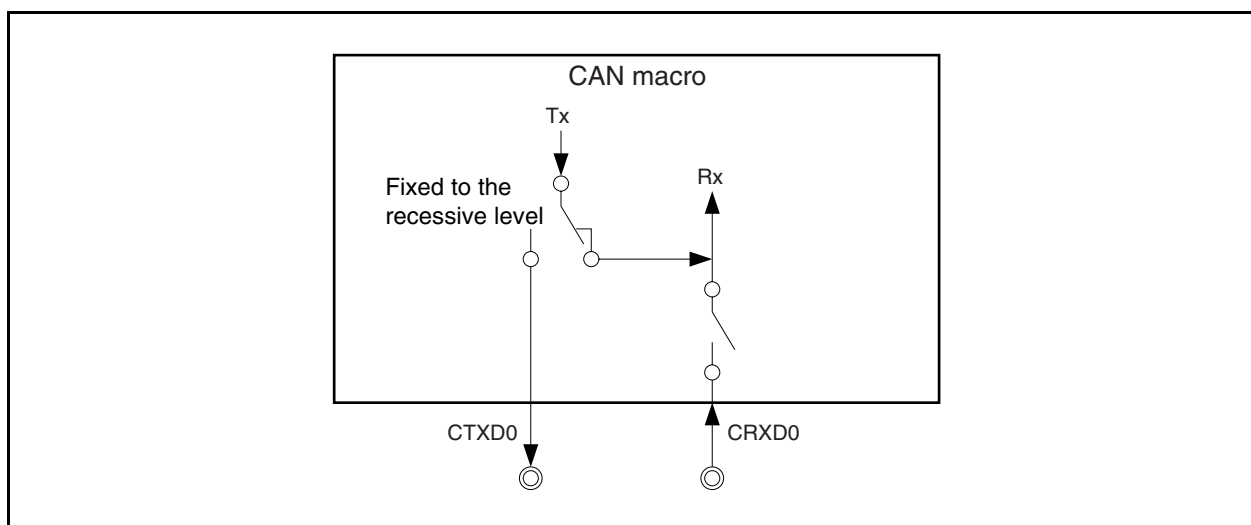 CAN macro
Tx
Rx
Fixed to the
recessive level
CTXD0
CRXD0